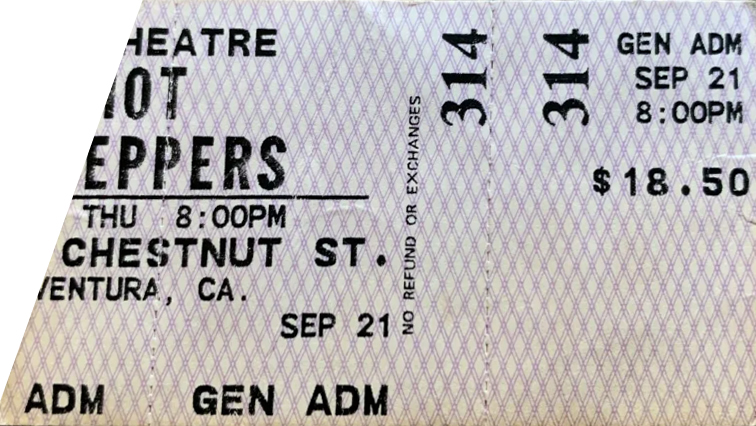 HEATRE
HOT
EPPERS
THU 8:00PM
CHESTNUT ST.
VENTURA, CA.
SEP 21
ADM GEN ADM
NO REFUND OR EXCHANGES
314
314
GEN ADM
SEP 21
8:00PM
$18.50